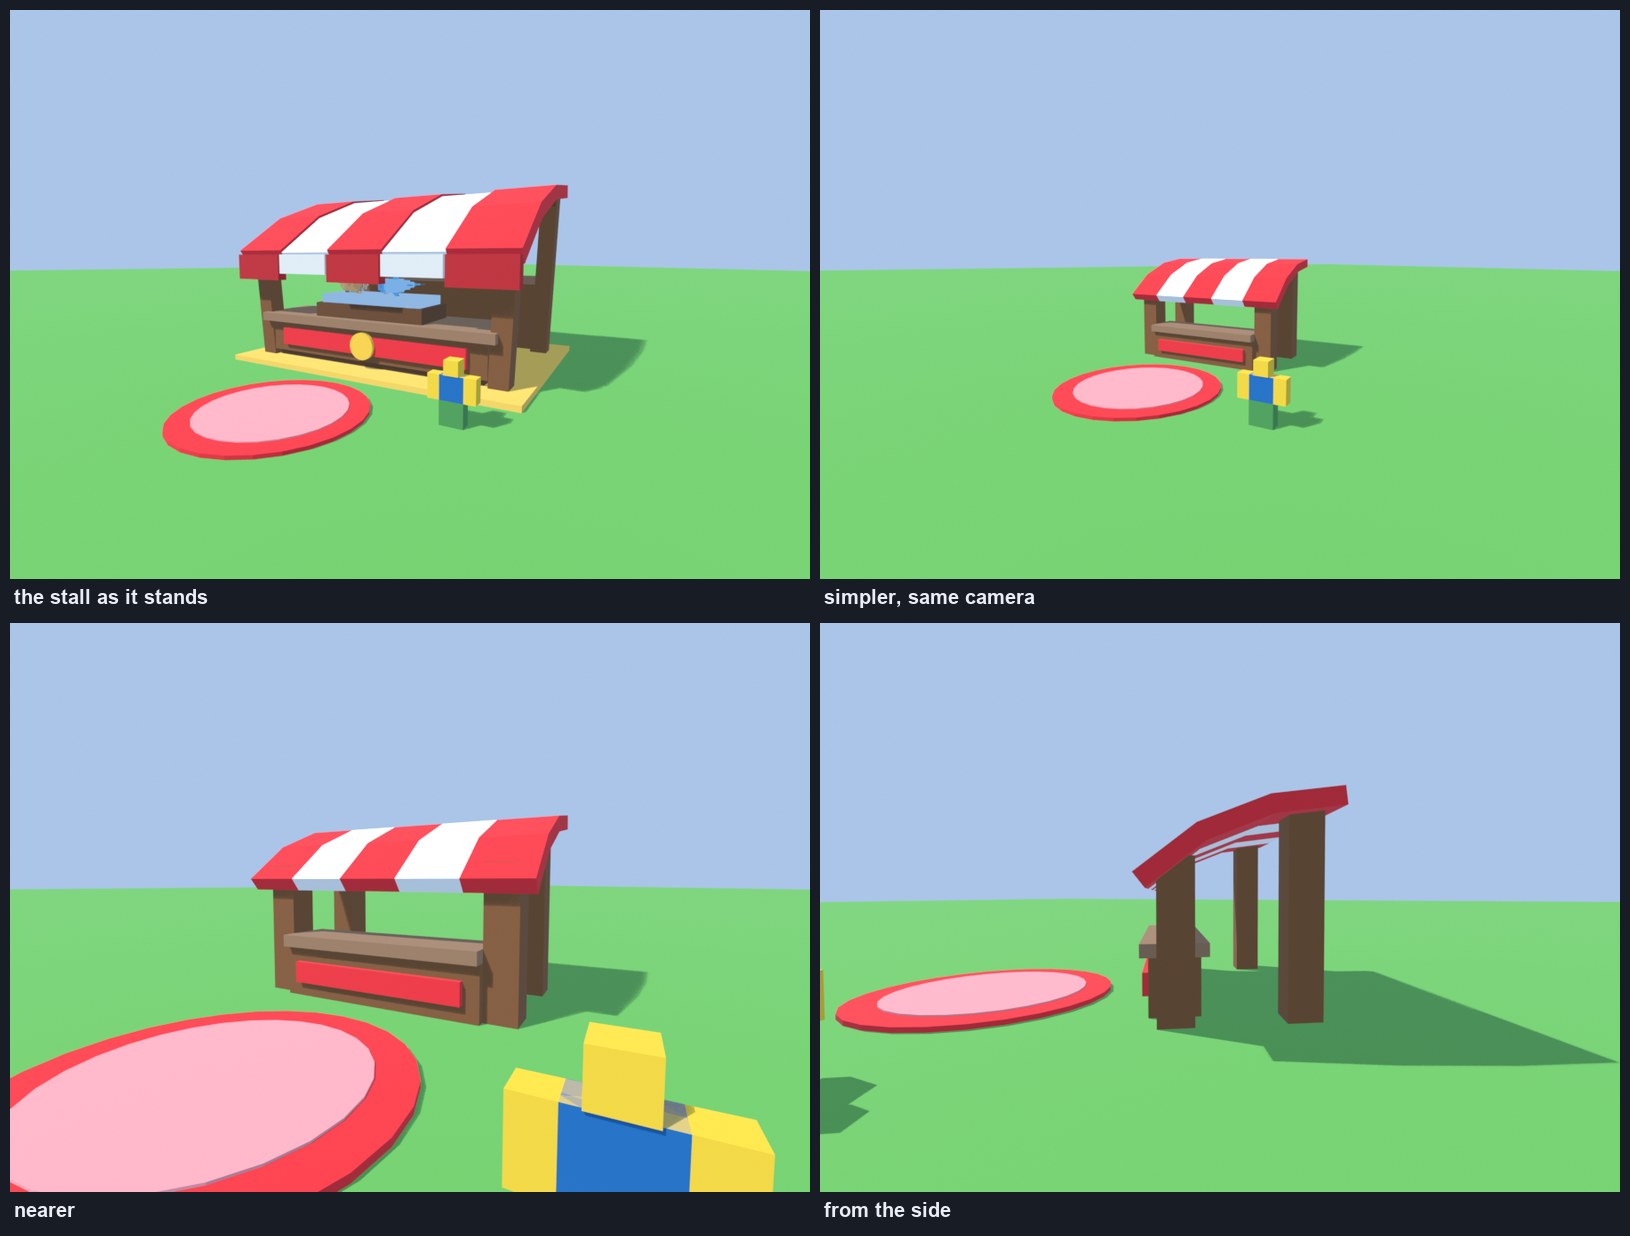 the stall as it stands
simpler, same camera
nearer
from the side